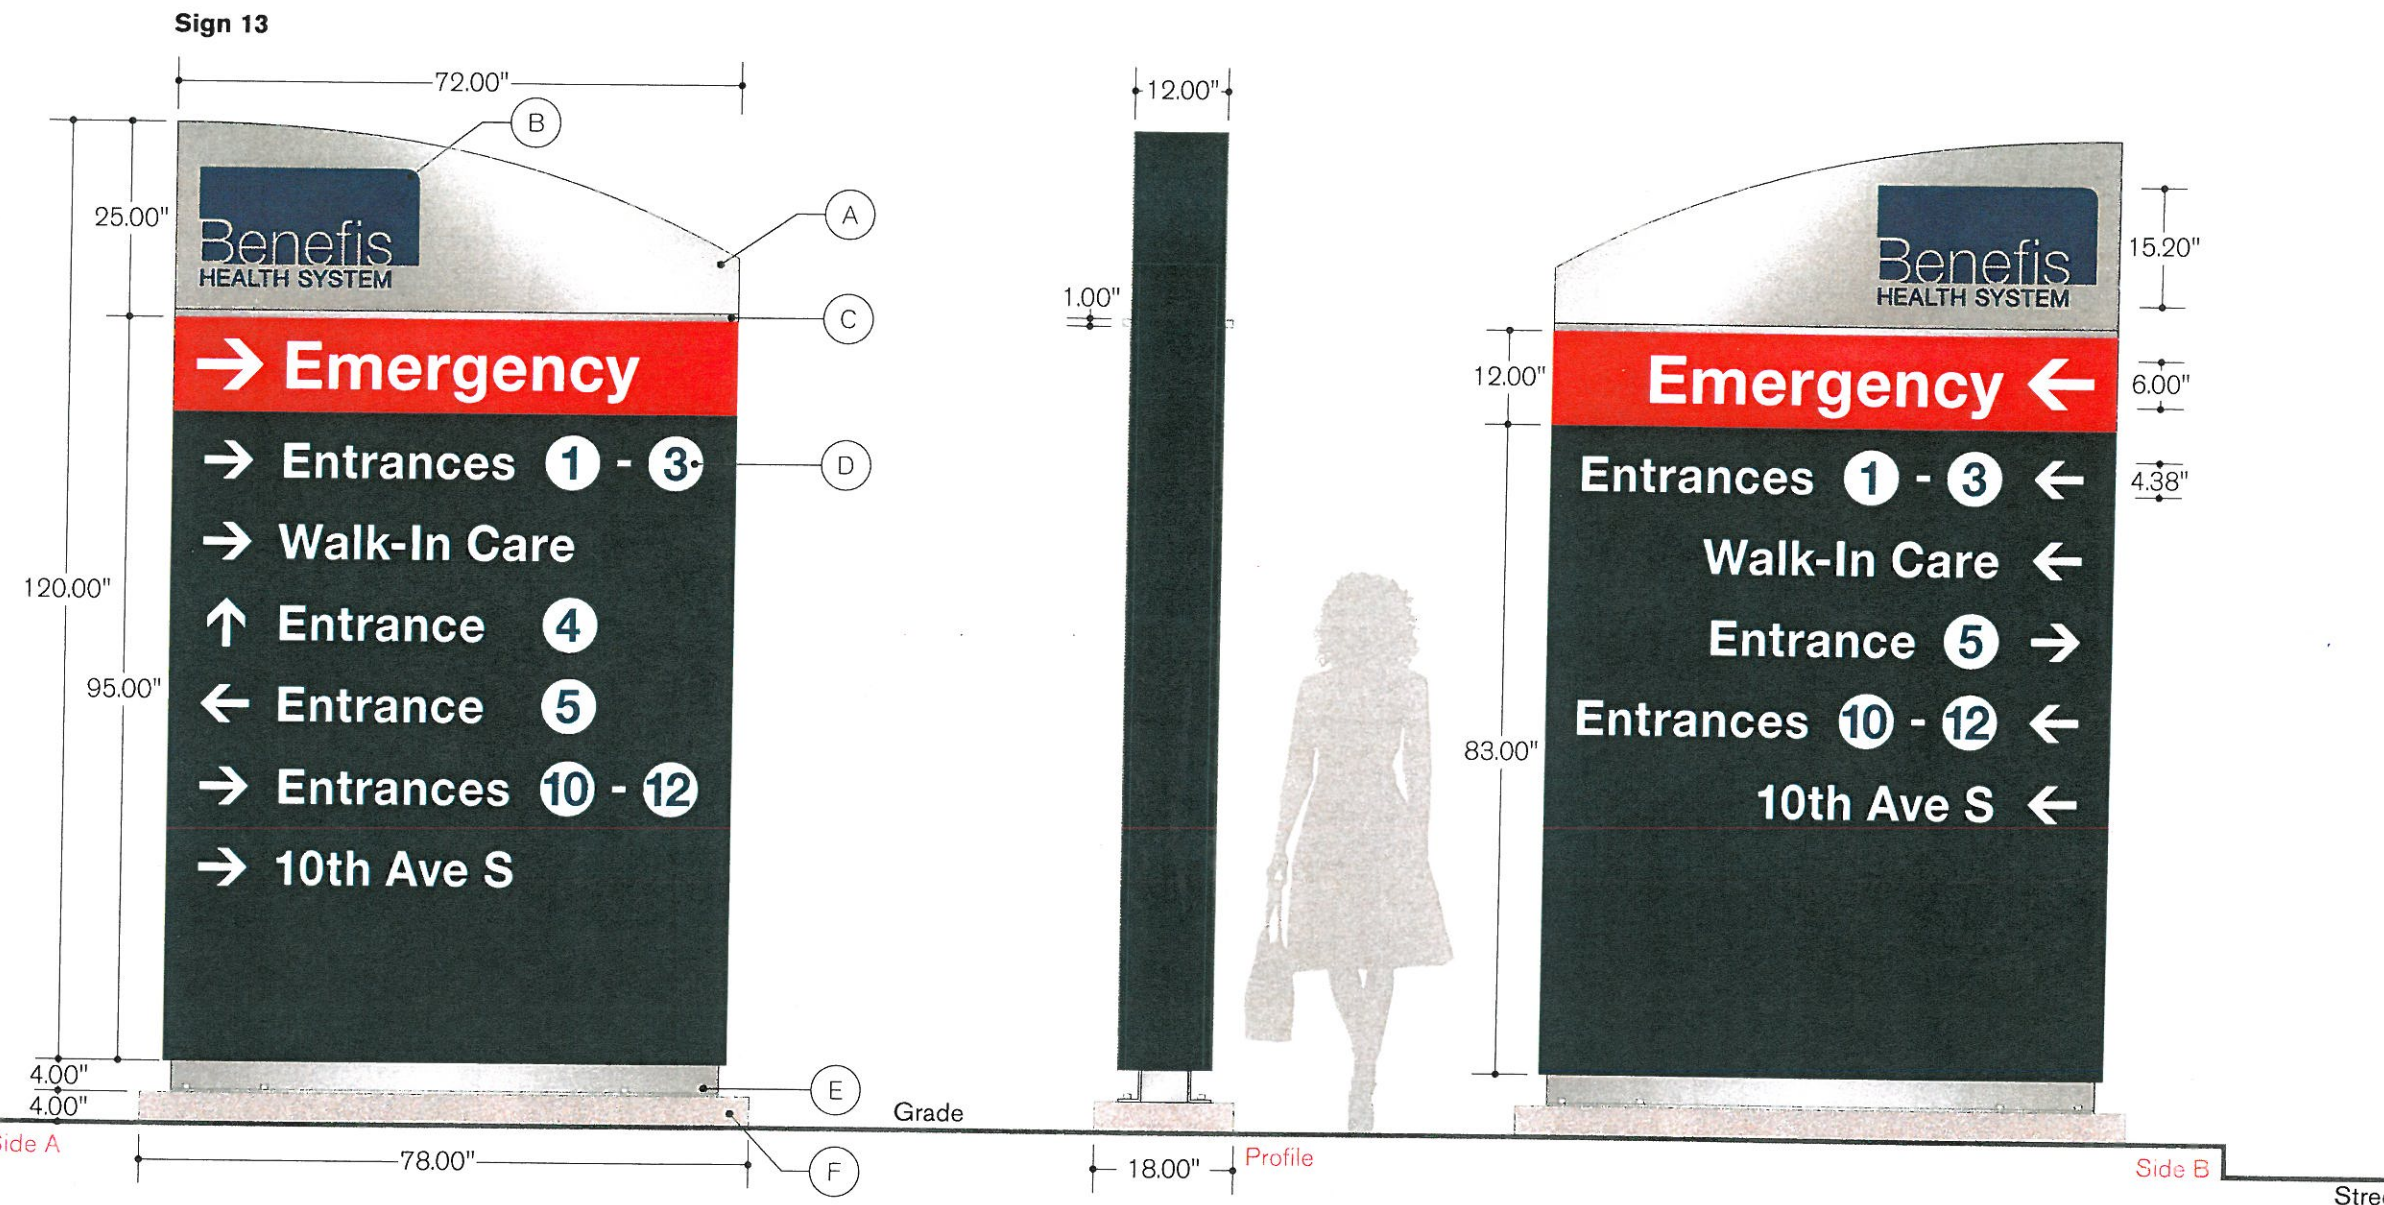 Sign 13
72.00"
B
25.00"
Benefis
HEALTH SYSTEM
A
C
→ Emergency
→ Entrances 1 - 3
D
→ Walk-In Care
↑ Entrance 4
← Entrance 5
→ Entrances 10 - 12
→ 10th Ave S
120.00"
95.00"
4.00"
4.00"
E
F
78.00"
Side A
Grade
12.00"
1.00"
18.00"
Profile
Benefis
HEALTH SYSTEM
15.20"
12.00"
Emergency ←
6.00"
Entrances 1 - 3 ←
4.38"
Walk-In Care ←
Entrance 5 →
Entrances 10 - 12 ←
10th Ave S ←
83.00"
Side B